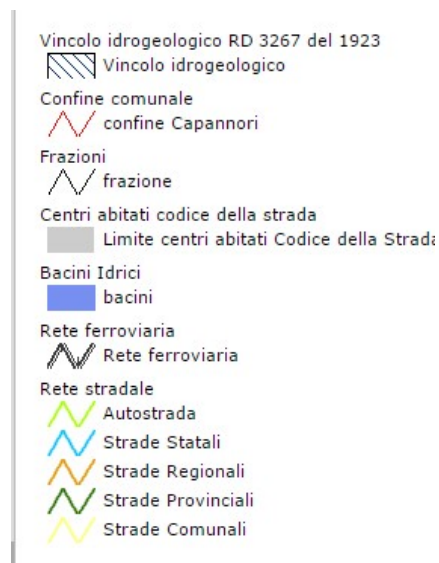 Vincolo idrogeologico RD 3267 del 1923
Vincolo idrogeologico
Confine comunale
confine Capannori
Frazioni
frazione
Centri abitati codice della strada
Limite centri abitati Codice della Strada
Bacini Idrici
bacini
Rete ferroviaria
Rete ferroviaria
Rete stradale
Autostrada
Strade Statali
Strade Regionali
Strade Provinciali
Strade Comunali